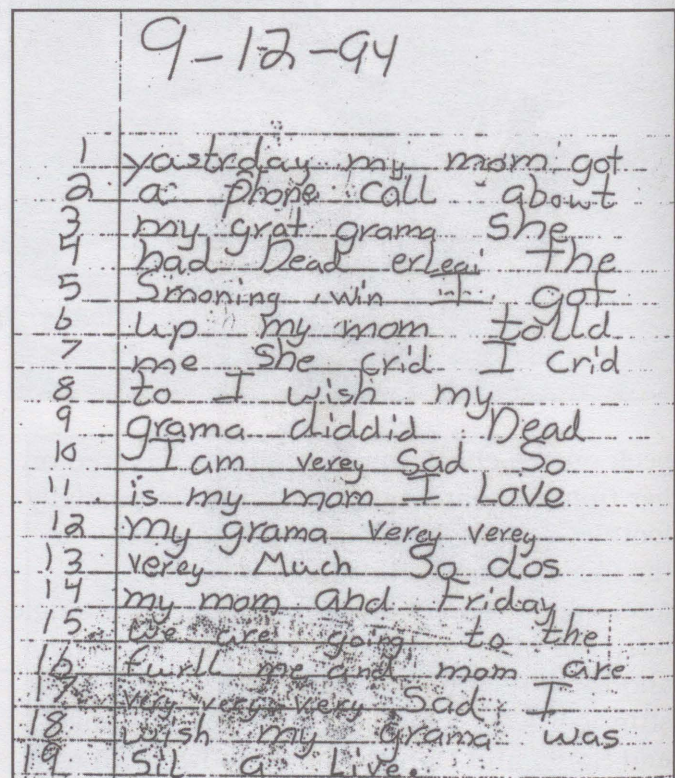 9-12-94
1 yastrday my mom got
2 a phone call abowt
3 my grat grama She
4 had Dead erleai The
5 Smoning win I got
6 up my mom tolld
7 me She crid I crid
8 to I wish my
9 grama diddid Dead
10 I am verey Sad So
11 is my mom I Love
12 my grama verey verey
13 verey Much So dos
14 my mom and Friday
15 we are going to the
16 furll me and mom are
17 very very very Sad I
18 wish my grama was
19 Sil a Live.